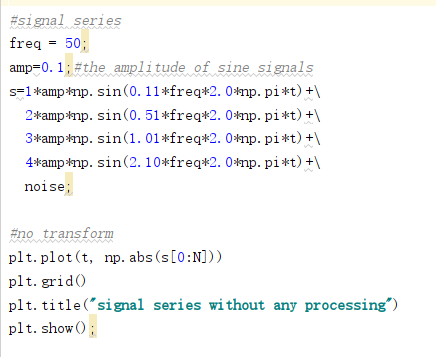 #signal series
freq = 50;
amp=0.1;#the amplitude of sine signals
s=1*amp*np.sin(0.11*freq*2.0*np.pi*t)+\
2*amp*np.sin(0.51*freq*2.0*np.pi*t)+\
3*amp*np.sin(1.01*freq*2.0*np.pi*t)+\
4*amp*np.sin(2.10*freq*2.0*np.pi*t)+\
noise;
#no transform
plt.plot(t, np.abs(s[0:N]))
plt.grid()
plt.title("signal series without any processing")
plt.show();